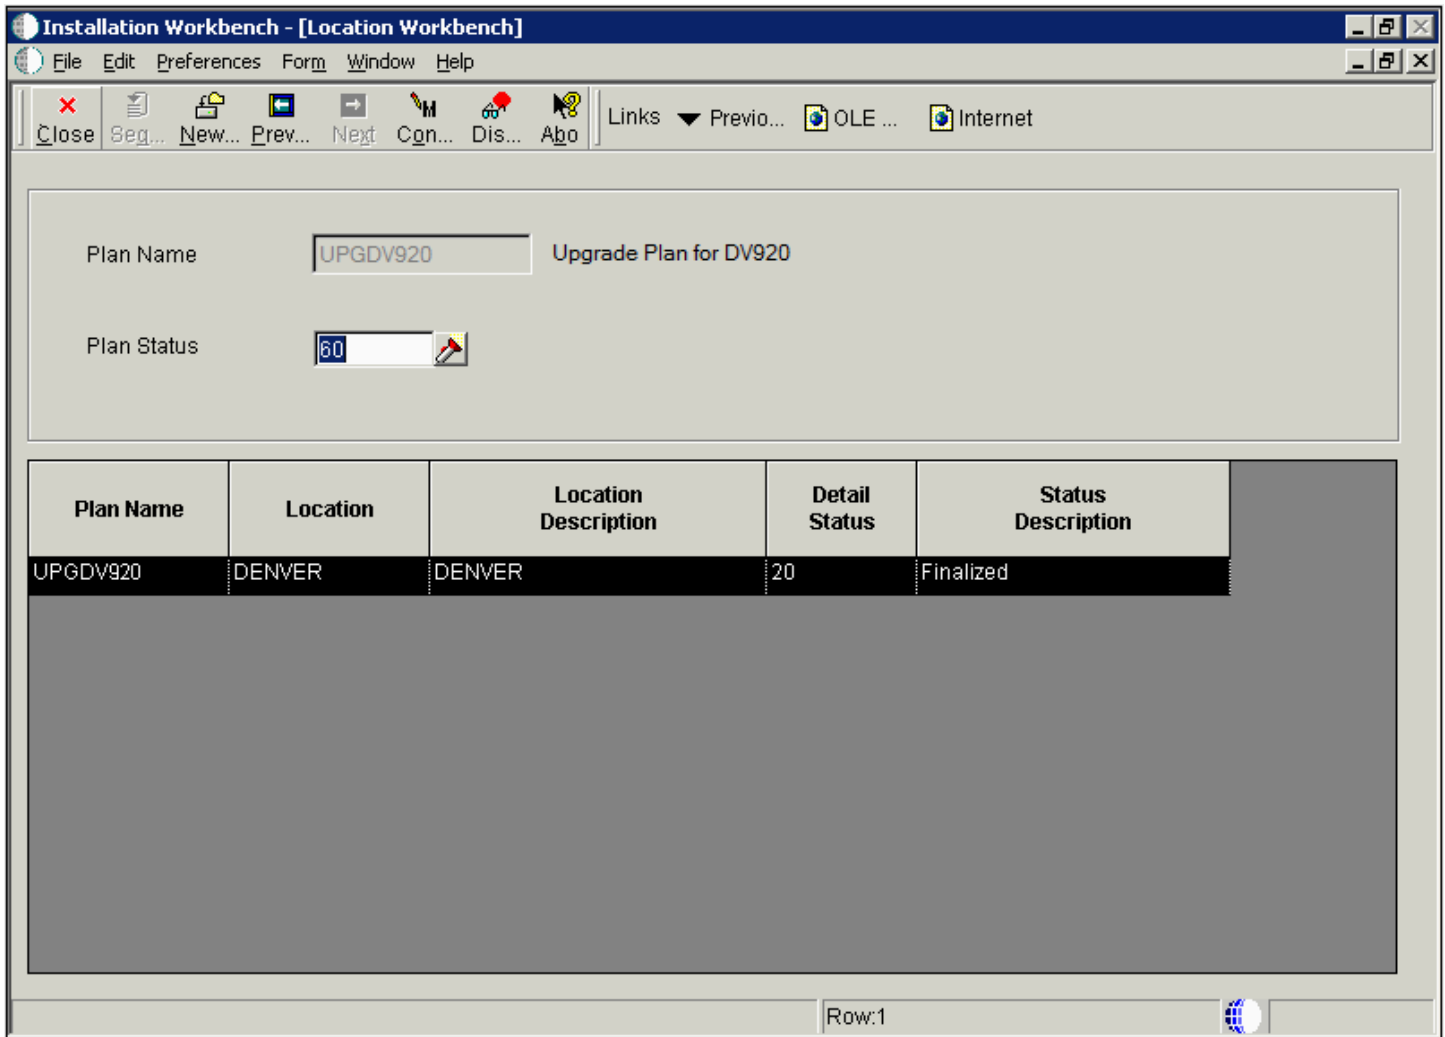 Installation Workbench - [Location Workbench]
File Edit Preferences Form Window Help
Close Seq... New... Prev... Next Con... Dis... Abo Links Previo... OLE ... Internet
Plan Name UPGDV920 Upgrade Plan for DV920
Plan Status 60
Plan Name Location Location Description Detail Status Status Description
UPGDV920 DENVER DENVER 20 Finalized
Row:1